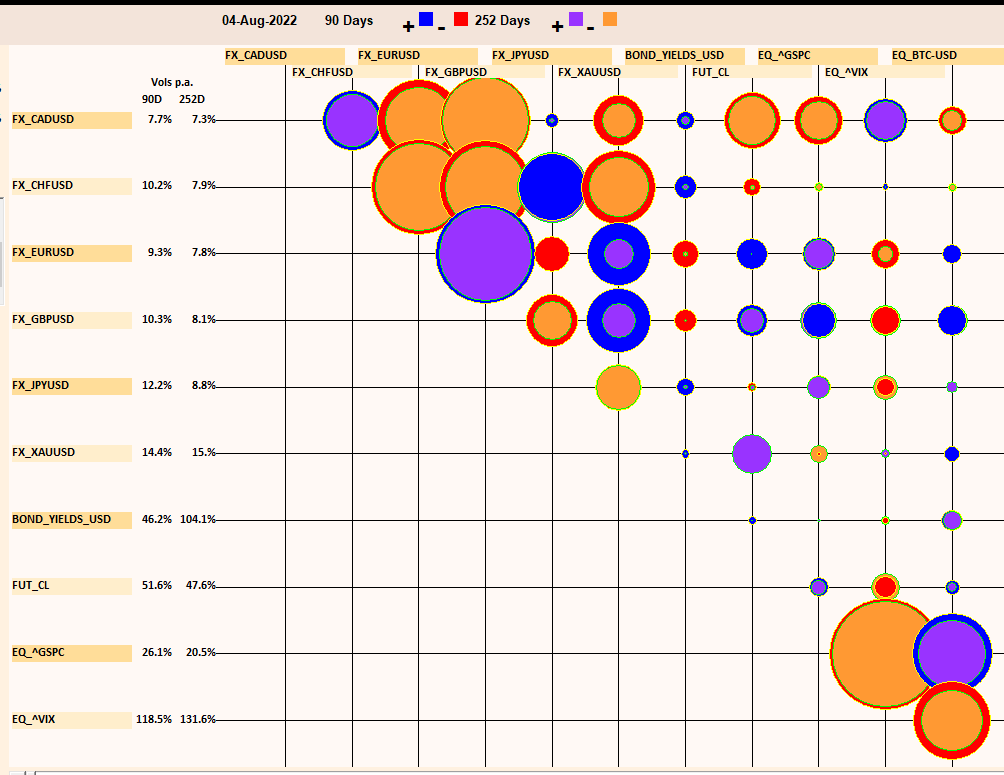 04-Aug-2022 90 Days + - 252 Days + -
FX_CADUSD FX_EURUSD FX_JPYUSD BOND_YIELDS_USD EQ_^GSPC EQ_BTC-USD
FX_CHFUSD FX_GBPUSD FX_XAUUSD FUT_CL EQ_^VIX
Vols p.a.
90D 252D
FX_CADUSD 7.7% 7.3%
FX_CHFUSD 10.2% 7.9%
FX_EURUSD 9.3% 7.8%
FX_GBPUSD 10.3% 8.1%
FX_JPYUSD 12.2% 8.8%
FX_XAUUSD 14.4% 15.%
BOND_YIELDS_USD 46.2% 104.1%
FUT_CL 51.6% 47.6%
EQ_^GSPC 26.1% 20.5%
EQ_^VIX 118.5% 131.6%